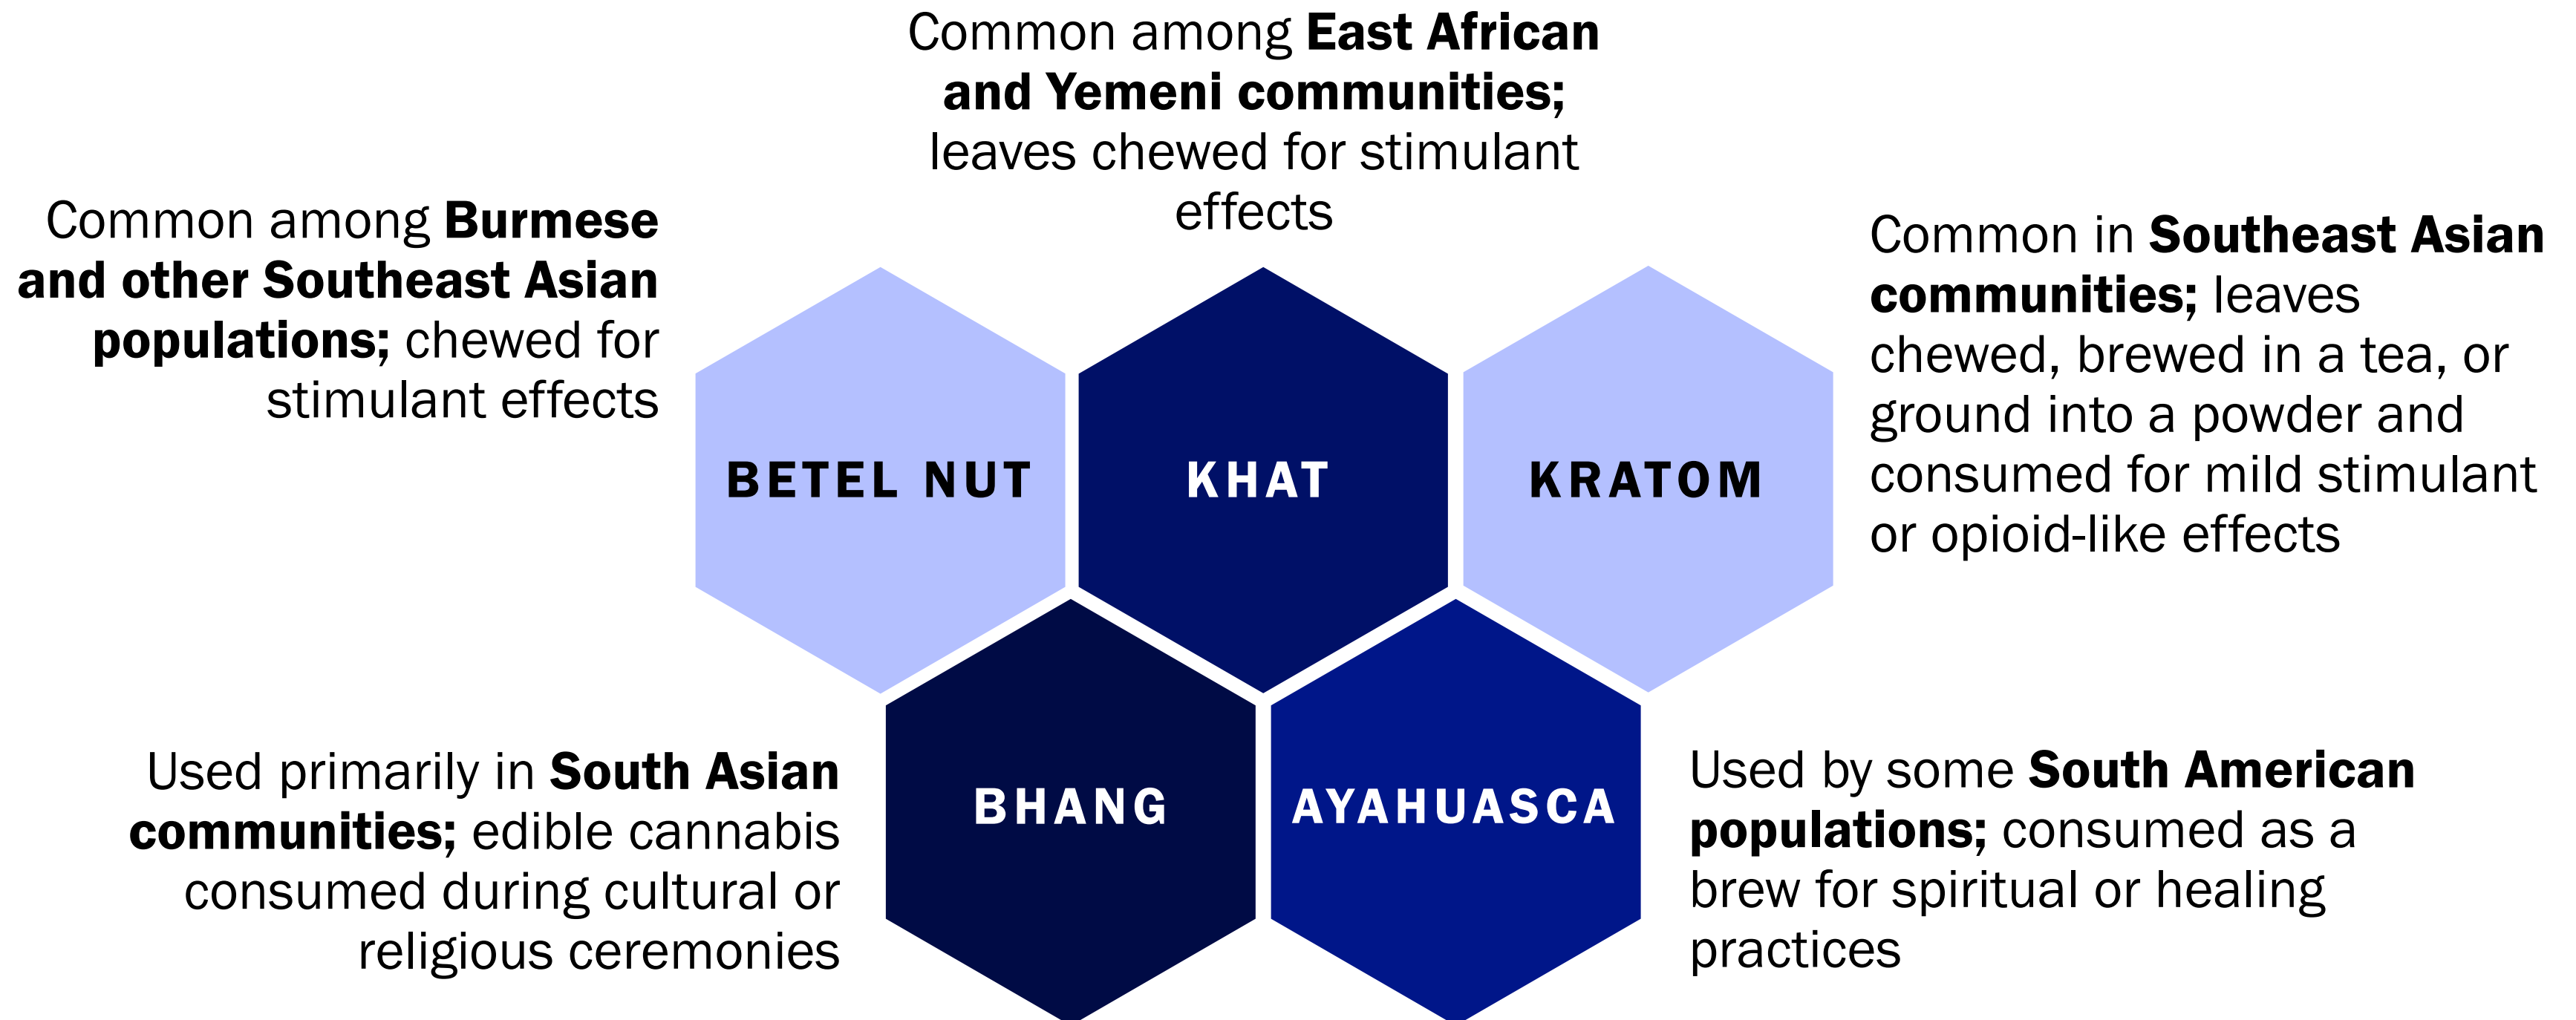 Common among East African
and Yemeni communities;
leaves chewed for stimulant
effects
Common among Burmese
and other Southeast Asian
populations; chewed for
stimulant effects
Common in Southeast Asian
communities; leaves
chewed, brewed in a tea, or
ground into a powder and
consumed for mild stimulant
or opioid-like effects
BETEL NUT
KHAT
KRATOM
Used primarily in South Asian
communities; edible cannabis
consumed during cultural or
religious ceremonies
BHANG
AYAHUASCA
Used by some South American
populations; consumed as a
brew for spiritual or healing
practices